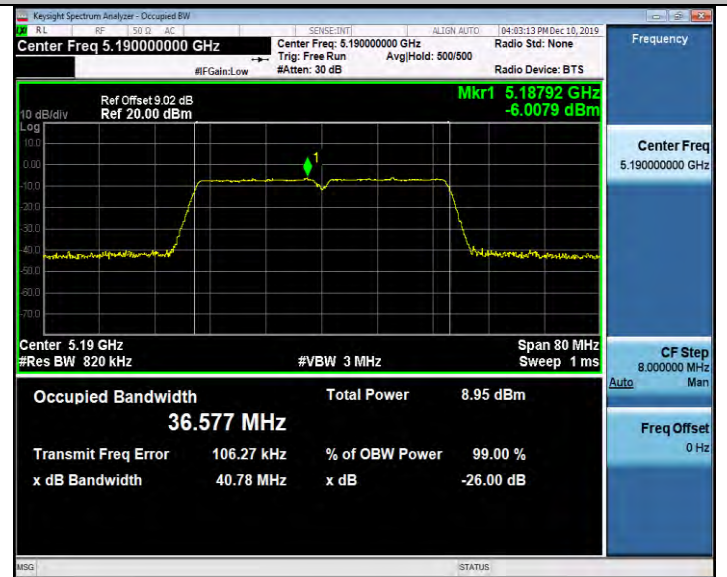 Keysight Spectrum Analyzer - Occupied BW
RL RF 50 Ω AC SENSE:INT ALIGN AUTO 04:03:13 PM Dec 10, 2019
Center Freq 5.190000000 GHz
Center Freq: 5.190000000 GHz
Radio Std: None
Trig: Free Run Avg|Hold: 500/500
#IFGain:Low
#Atten: 30 dB
Radio Device: BTS
Frequency
Ref Offset 9.02 dB
10 dB/div Ref 20.00 dBm
Mkr1 5.18792 GHz
-6.0079 dBm
Log
10.0
0.00
-10.0
-20.0
-30.0
-40.0
-50.0
-60.0
-70.0
1
Center 5.19 GHz
Span 80 MHz
#Res BW 820 kHz
#VBW 3 MHz
Sweep 1 ms
Center Freq
5.190000000 GHz
CF Step
8.000000 MHz
Auto Man
Freq Offset
0 Hz
Occupied Bandwidth
36.577 MHz
Total Power 8.95 dBm
Transmit Freq Error 106.27 kHz
% of OBW Power 99.00 %
x dB Bandwidth 40.78 MHz
x dB -26.00 dB
MSG
STATUS